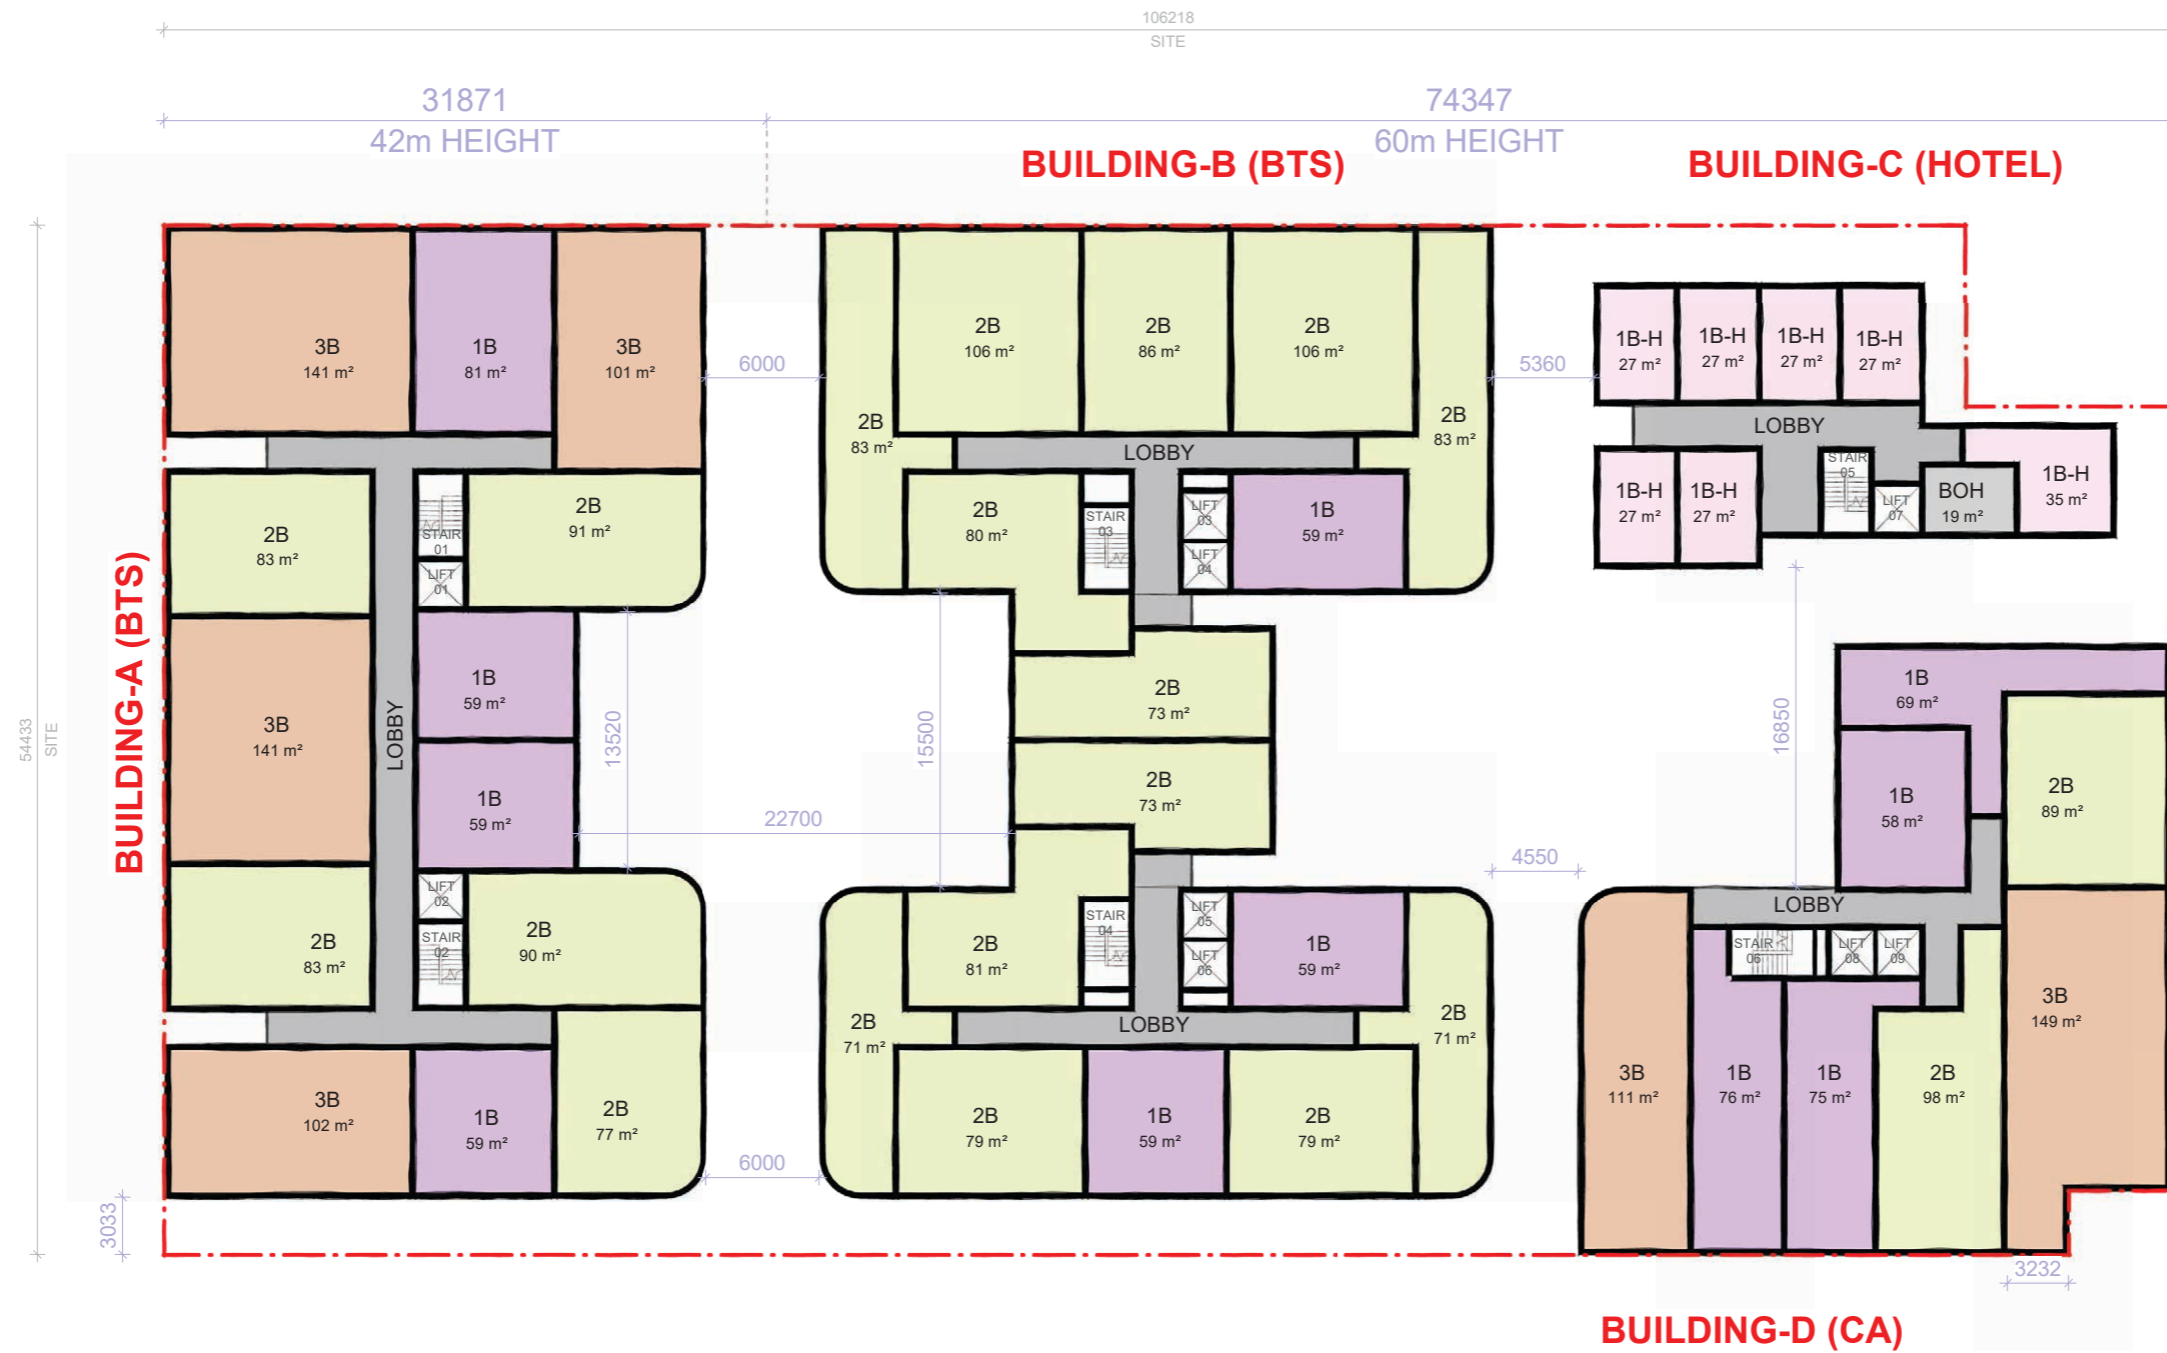 106218
SITE
31871
42m HEIGHT
74347
60m HEIGHT
BUILDING-B (BTS)
BUILDING-C (HOTEL)
54433
SITE
BUILDING-A (BTS)
3B
141 m²
1B
81 m²
3B
101 m²
2B
83 m²
STAIR
01
LIFT
01
2B
91 m²
3B
141 m²
LOBBY
1B
59 m²
1B
59 m²
13520
2B
83 m²
LIFT
02
STAIR
02
2B
90 m²
3B
102 m²
1B
59 m²
2B
77 m²
3033
6000
22700
6000
2B
83 m²
2B
106 m²
2B
86 m²
2B
106 m²
2B
83 m²
LOBBY
2B
80 m²
STAIR
03
LIFT
03
LIFT
04
1B
59 m²
15500
2B
73 m²
2B
73 m²
2B
81 m²
STAIR
04
LIFT
05
LIFT
06
1B
59 m²
LOBBY
2B
71 m²
2B
79 m²
1B
59 m²
2B
79 m²
2B
71 m²
5360
4550
1B-H
27 m²
1B-H
27 m²
1B-H
27 m²
1B-H
27 m²
LOBBY
1B-H
27 m²
1B-H
27 m²
STAIR
05
LIFT
07
BOH
19 m²
1B-H
35 m²
16850
1B
69 m²
1B
58 m²
2B
89 m²
LOBBY
STAIR
06
LIFT
08
LIFT
09
3B
111 m²
1B
76 m²
1B
75 m²
2B
98 m²
3B
149 m²
3232
BUILDING-D (CA)